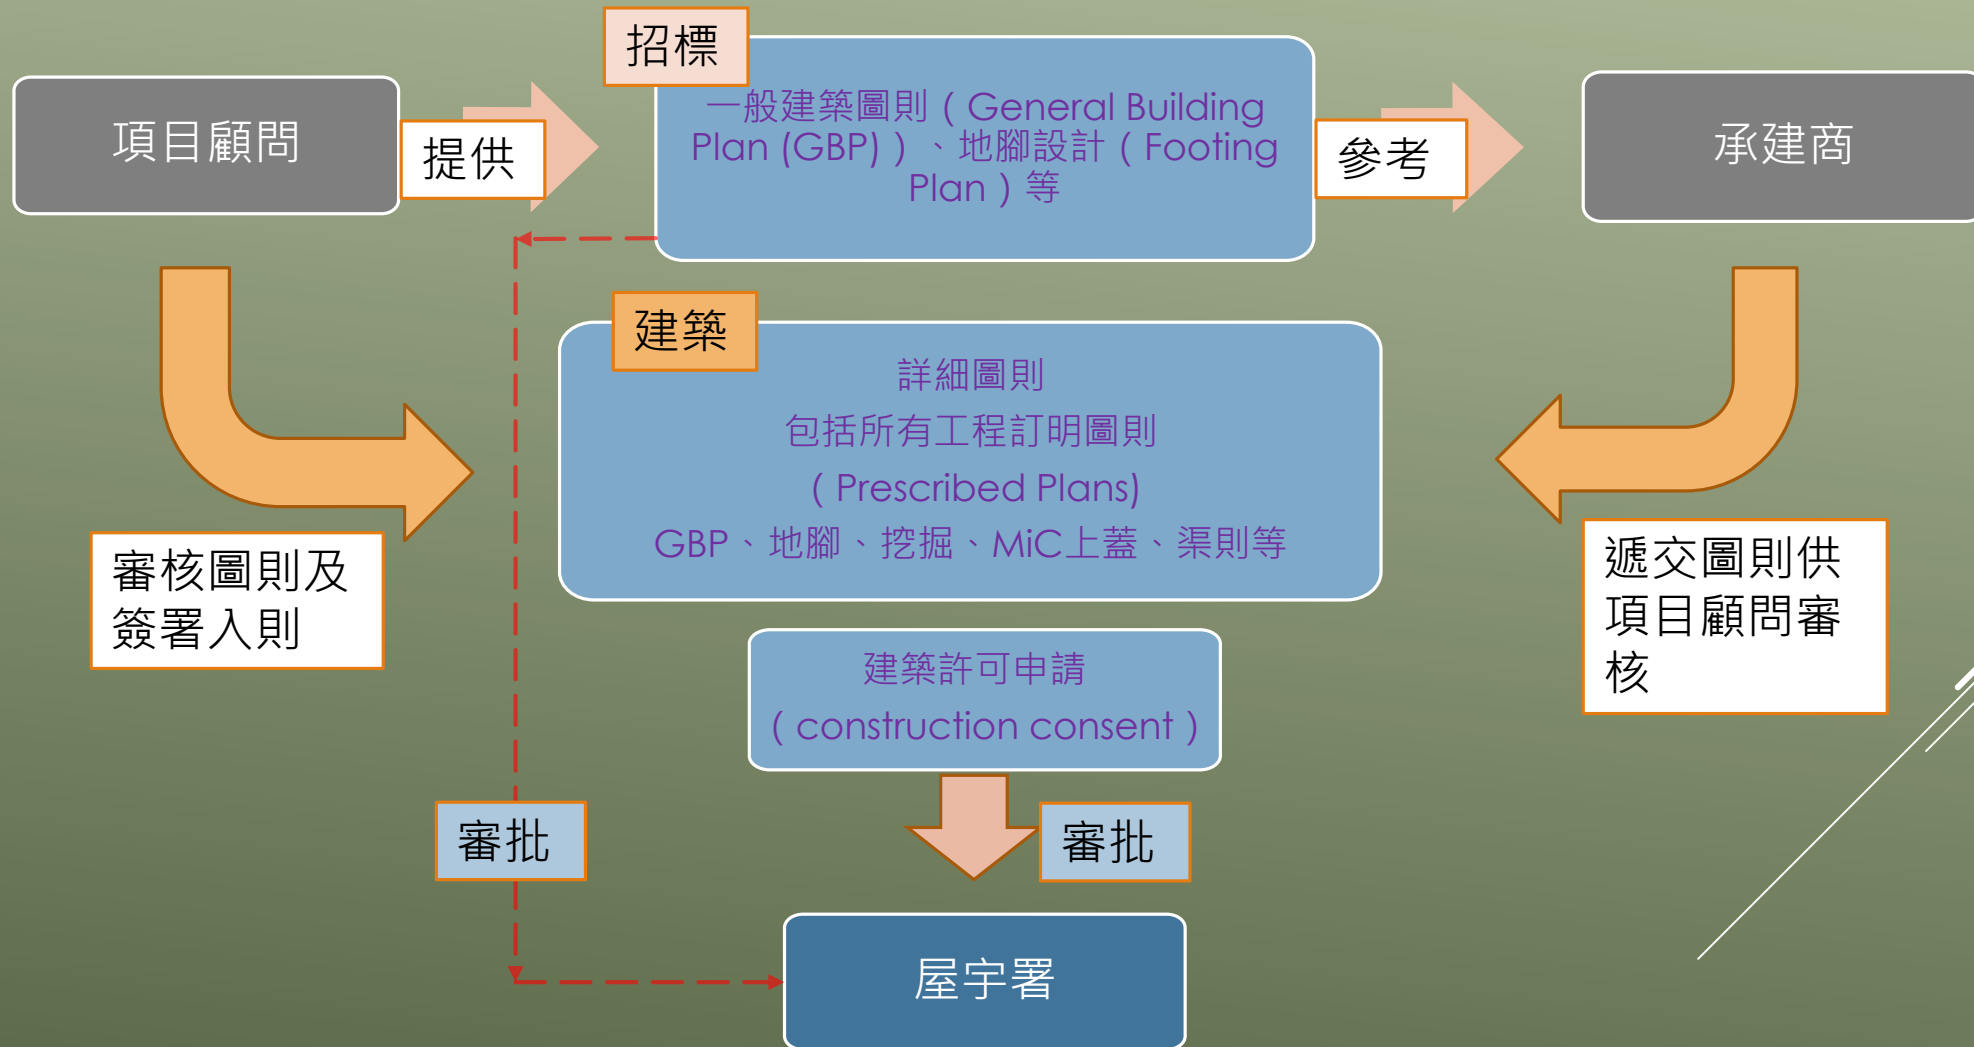 招標
項目顧問
提供
一般建築圖則（General Building
Plan (GBP)）、地腳設計（Footing
Plan）等
參考
承建商
建築
詳細圖則
包括所有工程訂明圖則
（Prescribed Plans)
GBP、地腳、挖掘、MiC上蓋、渠則等
審核圖則及
簽署入則
遞交圖則供
項目顧問審
核
建築許可申請
（construction consent）
審批
審批
屋宇署